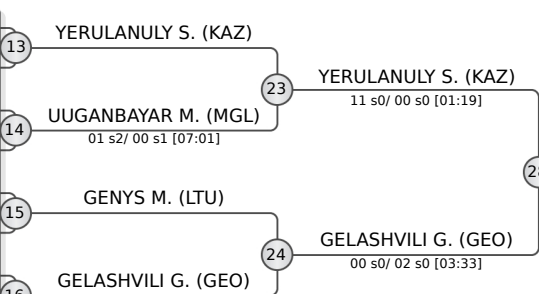 YERULANULY S. (KAZ)
13
23
YERULANULY S. (KAZ)
11 s0/ 00 s0 [01:19]
UUGANBAYAR M. (MGL)
14
01 s2/ 00 s1 [07:01]
GENYS M. (LTU)
15
24
GELASHVILI G. (GEO)
00 s0/ 02 s0 [03:33]
GELASHVILI G. (GEO)
16